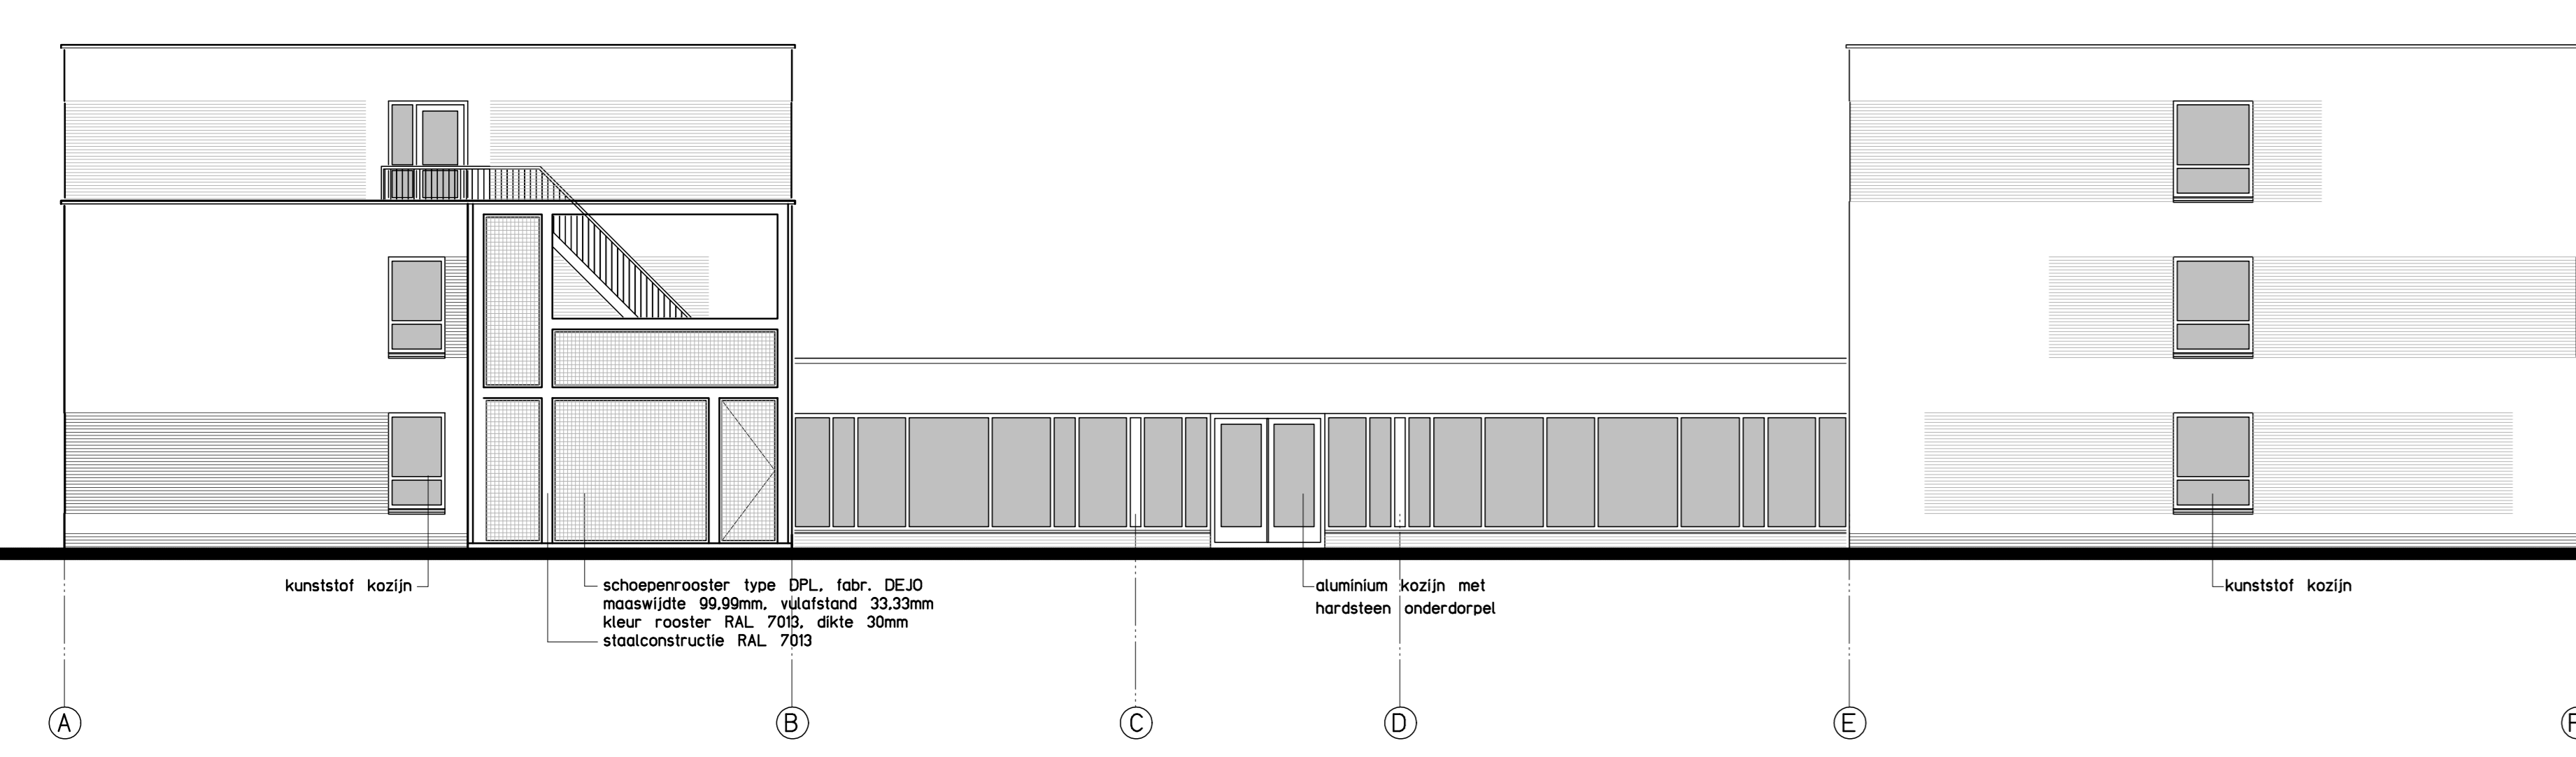 kunststof kozijn
schoepenrooster type DPL, fabr. DEJO
maaswijdte 99,99mm, vulafstand 33,33mm
kleur rooster RAL 7013, dikte 30mm
staalconstructie RAL 7013
aluminium kozijn met
hardsteen onderdorpel
kunststof kozijn
A
B
C
D
E